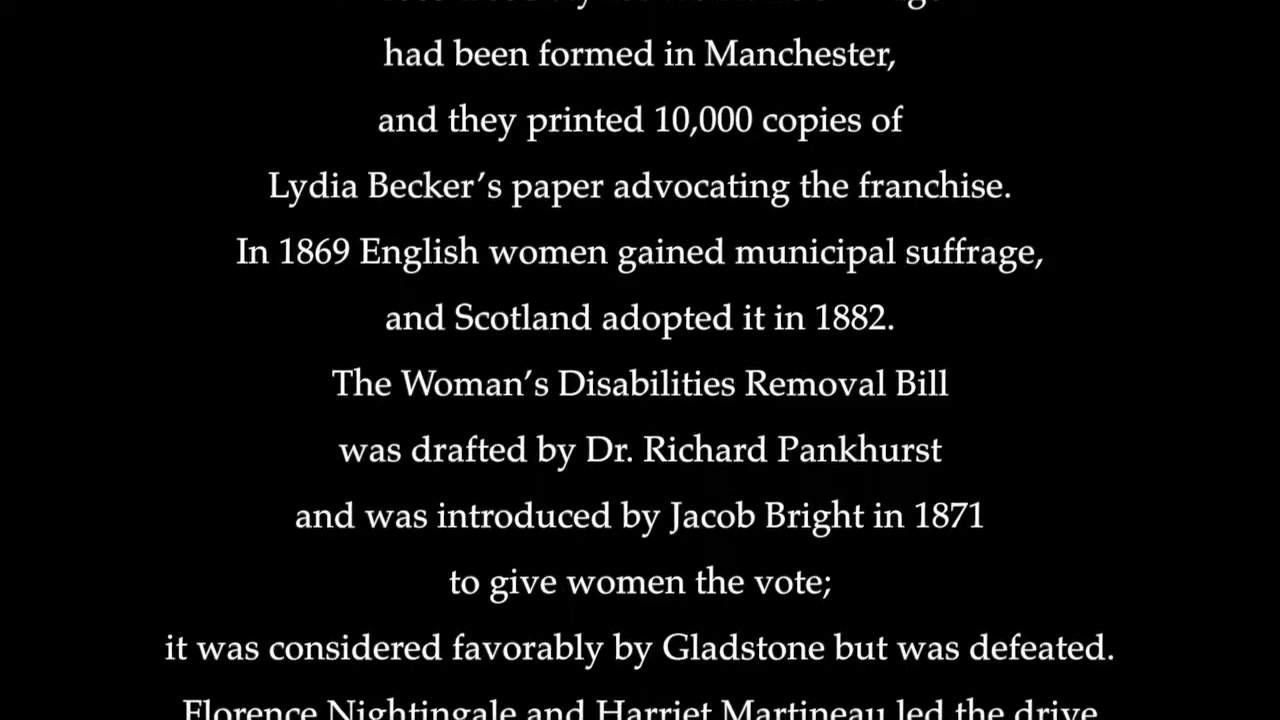 had been formed in Manchester,
and they printed 10,000 copies of
Lydia Becker’s paper advocating the franchise.
In 1869 English women gained municipal suffrage,
and Scotland adopted it in 1882.
The Woman’s Disabilities Removal Bill
was drafted by Dr. Richard Pankhurst
and was introduced by Jacob Bright in 1871
to give women the vote;
it was considered favorably by Gladstone but was defeated.
Florence Nightingale and Harriet Martineau led the drive